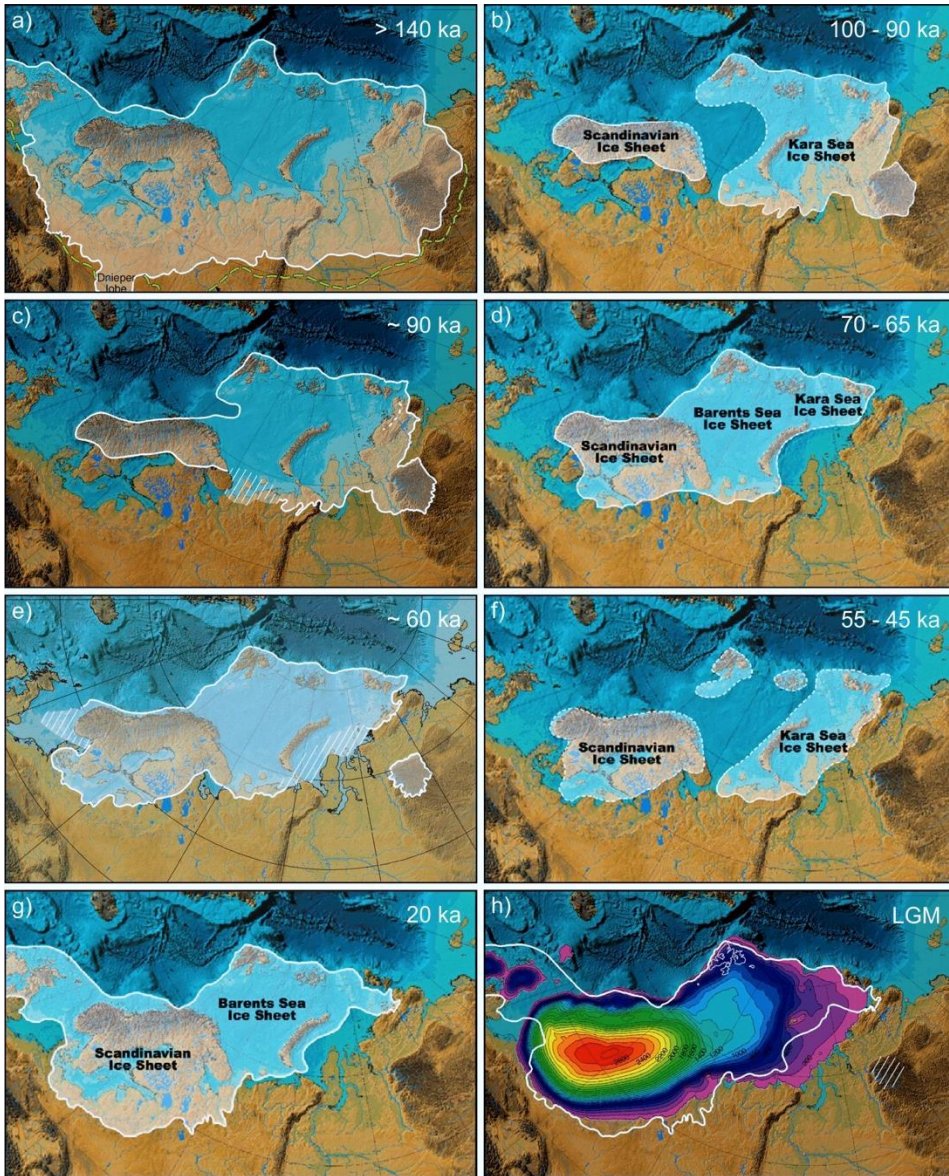 a)
> 140 ka
Dnieper
lobe
b)
100 - 90 ka
Scandinavian
Ice Sheet
Kara Sea
Ice Sheet
c)
~ 90 ka
d)
70 - 65 ka
Scandinavian
Ice Sheet
Barents Sea
Ice Sheet
Kara Sea
Ice Sheet
e)
~ 60 ka
f)
55 - 45 ka
Scandinavian
Ice Sheet
Kara Sea
Ice Sheet
g)
20 ka
Scandinavian
Ice Sheet
Barents Sea
Ice Sheet
h)
LGM